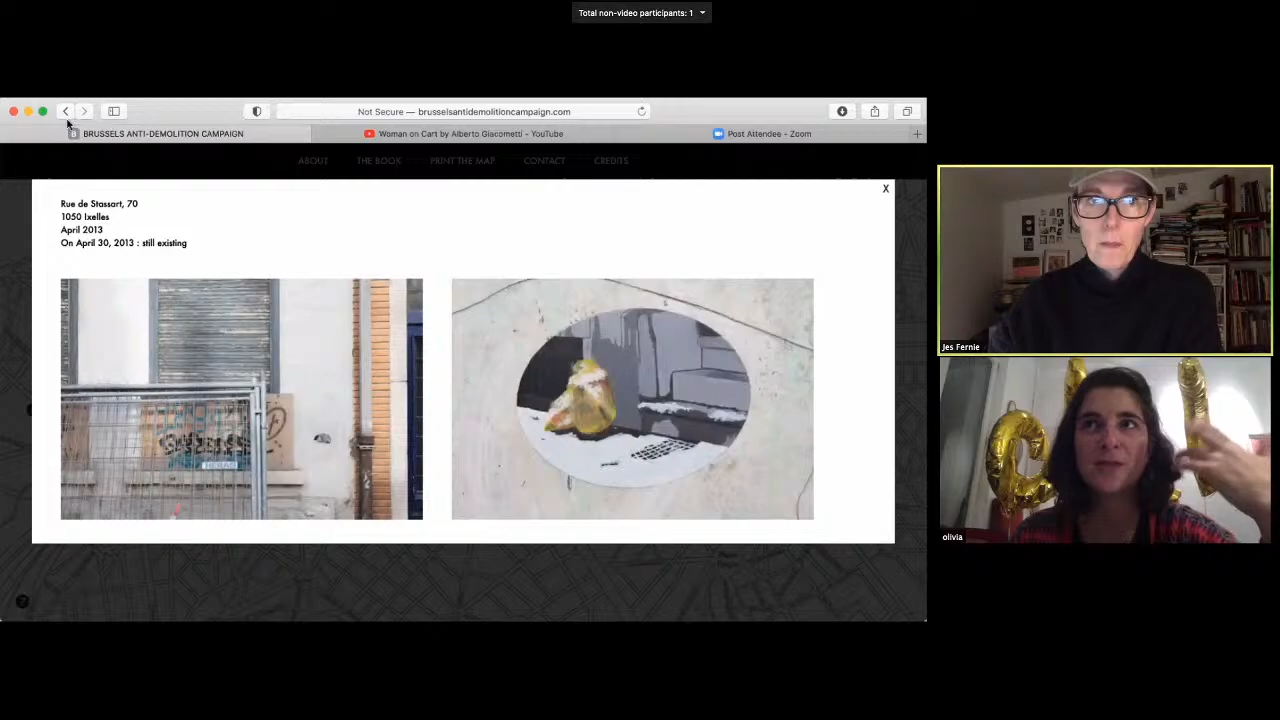 Total non-video participants: 1
Not Secure — brusselsantidemolitioncampaign.com
BRUSSELS ANTI-DEMOLITION CAMPAIGN
Woman on Cart by Alberto Giacometti - YouTube
Post Attendee - Zoom
ABOUT
THE BOOK
PRINT THE MAP
CONTACT
CREDITS
X
Rue de Stassart, 70
1050 Ixelles
April 2013
On April 30, 2013 : still existing
HERAS
Jes Fernie
olivia